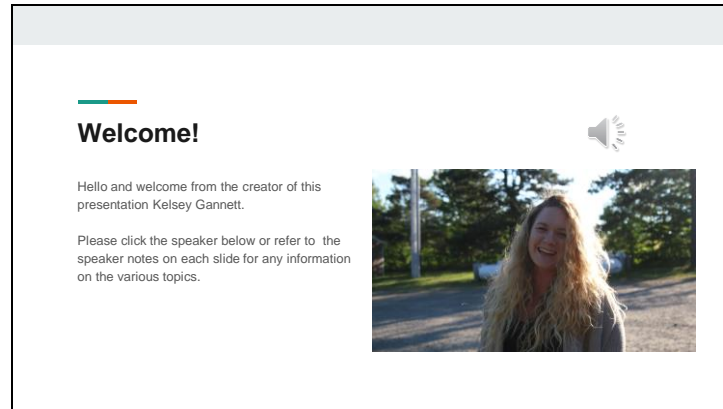 Welcome!
Hello and welcome from the creator of this
presentation Kelsey Gannett.
Please click the speaker below or refer to  the
speaker notes on each slide for any information
on the various topics.